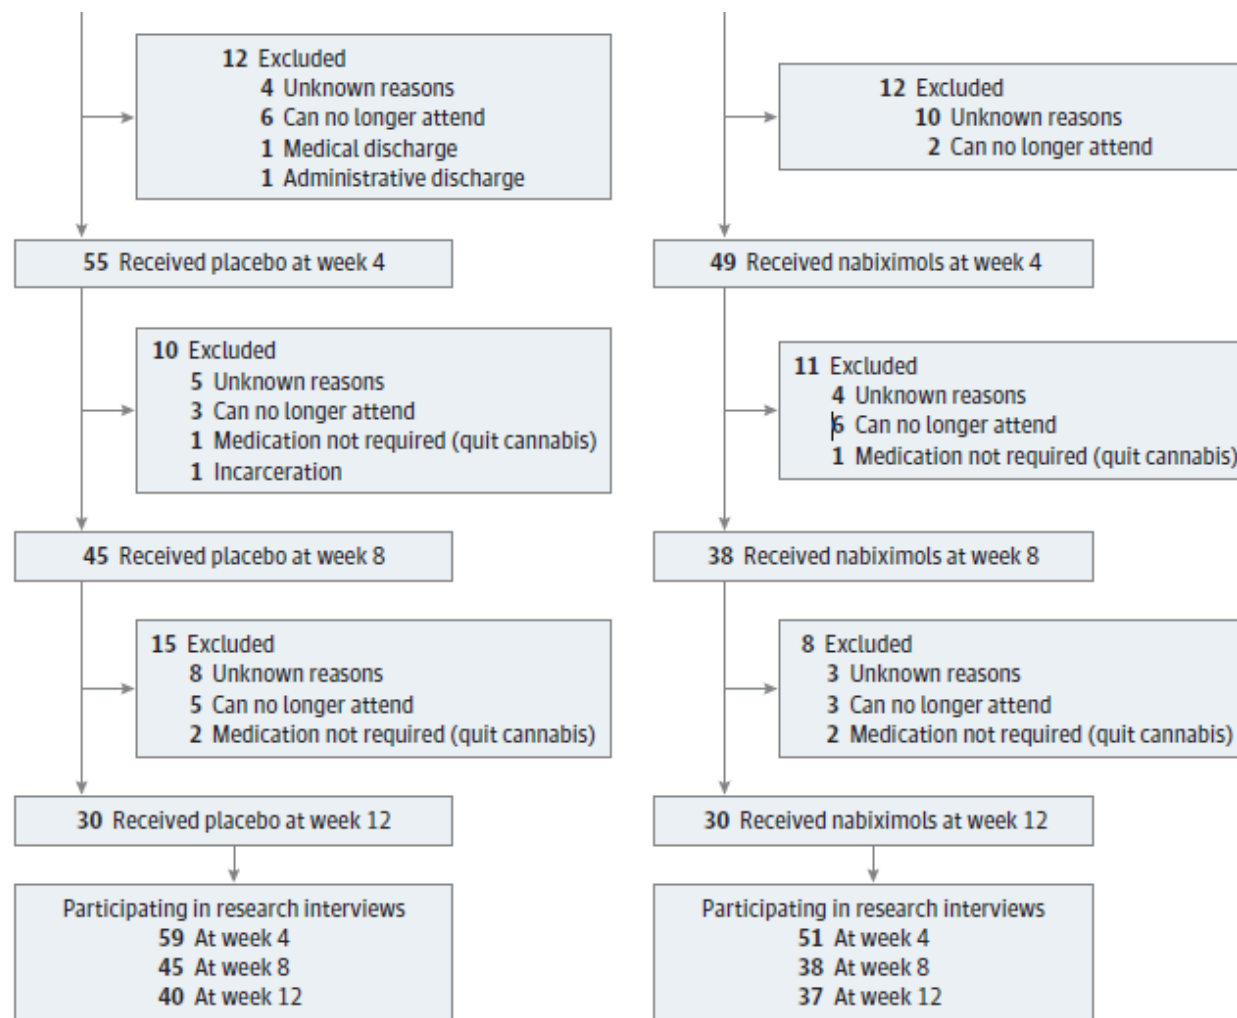 12 Excluded
4 Unknown reasons
6 Can no longer attend
1 Medical discharge
1 Administrative discharge
55 Received placebo at week 4
10 Excluded
5 Unknown reasons
3 Can no longer attend
1 Medication not required (quit cannabis)
1 Incarceration
45 Received placebo at week 8
15 Excluded
8 Unknown reasons
5 Can no longer attend
2 Medication not required (quit cannabis)
30 Received placebo at week 12
Participating in research interviews
59 At week 4
45 At week 8
40 At week 12
12 Excluded
10 Unknown reasons
2 Can no longer attend
49 Received nabiximols at week 4
11 Excluded
4 Unknown reasons
6 Can no longer attend
1 Medication not required (quit cannabis)
38 Received nabiximols at week 8
8 Excluded
3 Unknown reasons
3 Can no longer attend
2 Medication not required (quit cannabis)
30 Received nabiximols at week 12
Participating in research interviews
51 At week 4
38 At week 8
37 At week 12